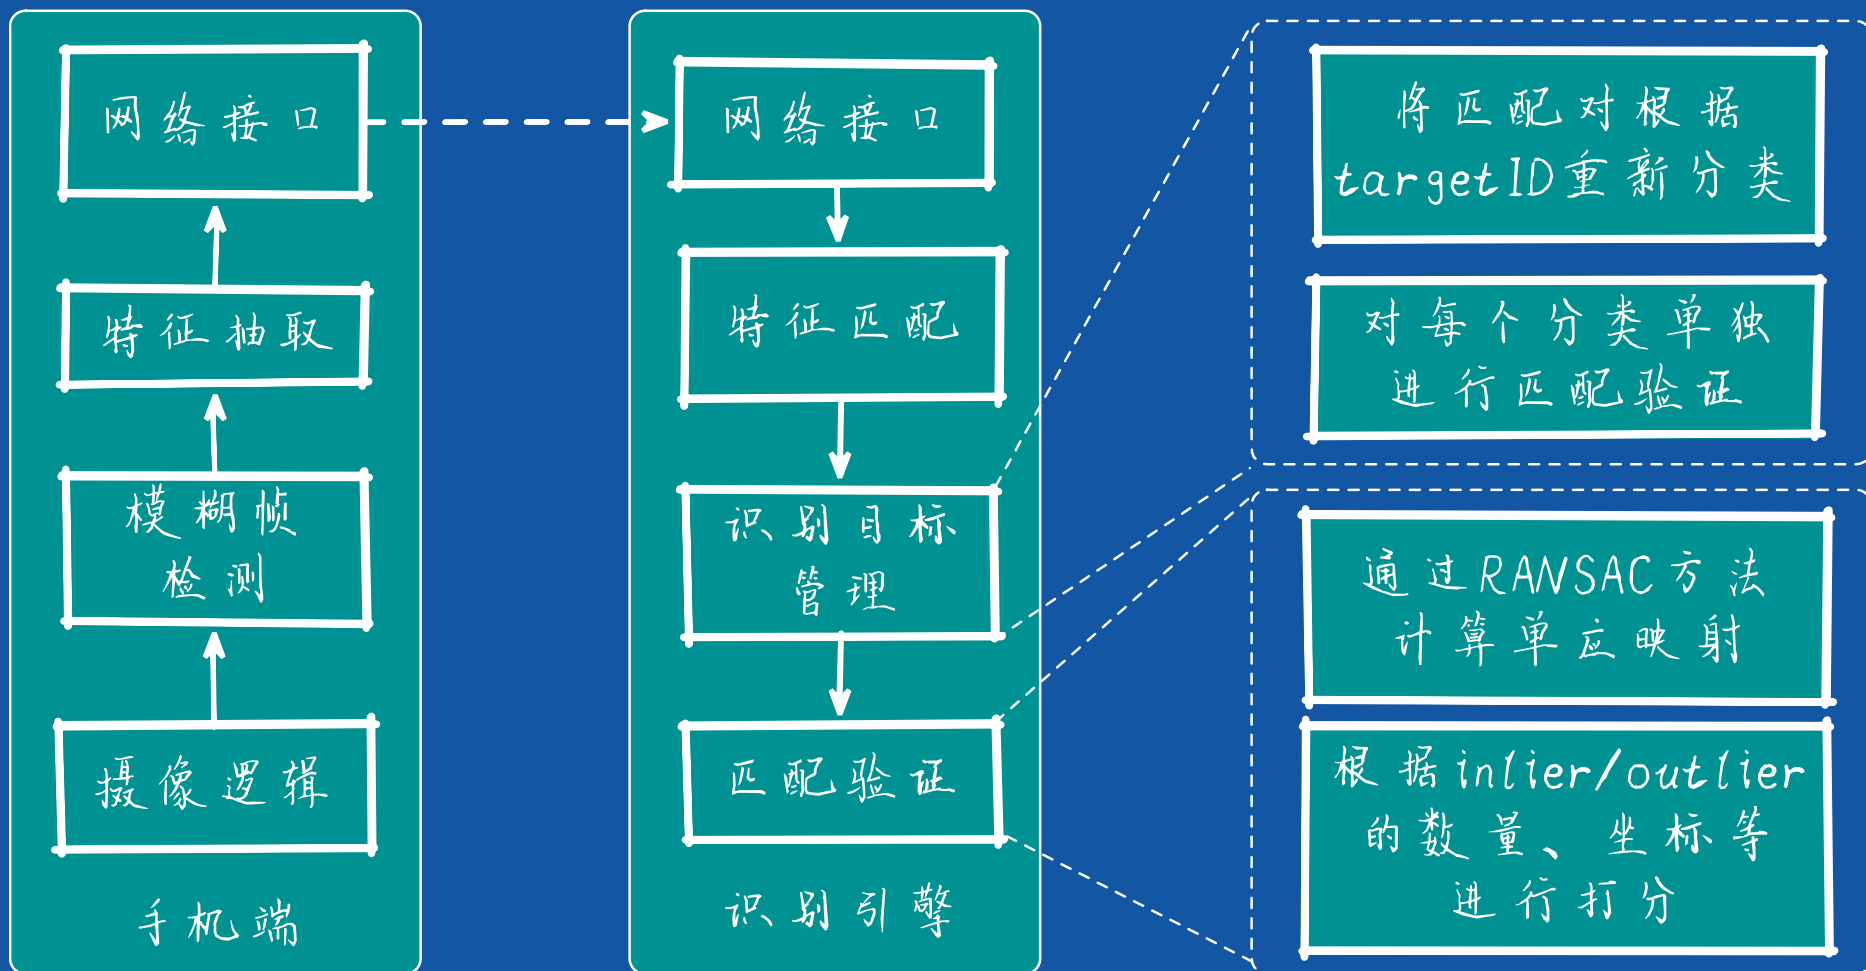 网络接口
特征抽取
模糊帧
检测
摄像逻辑
手机端
网络接口
特征匹配
识别目标
管理
匹配验证
识别引擎
将匹配对根据
targetID重新分类
对每个分类单独
进行匹配验证
通过RANSAC方法
计算单应映射
根据inlier/outlier
的数量、坐标等
进行打分